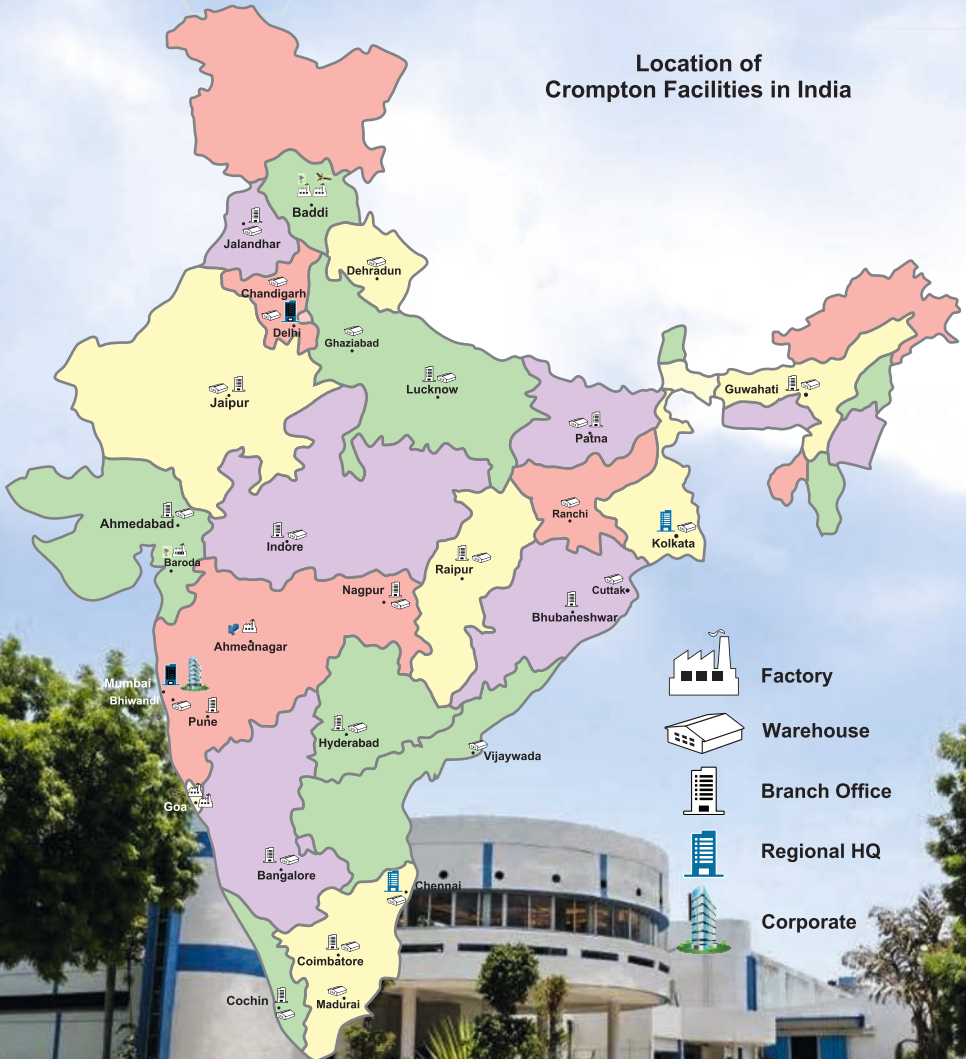 Location of
Crompton Facilities in India
Baddi
Jalandhar
Dehradun
Chandigarh
Delhi
Ghaziabad
Lucknow
Jaipur
Guwahati
Patna
Ranchi
Kolkata
Ahmedabad
Indore
Baroda
Raipur
Nagpur
Cuttak
Bhubaneshwar
Ahmednagar
Mumbai
Bhiwandi
Pune
Hyderabad
Vijaywada
Goa
Bangalore
Chennai
Coimbatore
Cochin
Madurai
Factory
Warehouse
Branch Office
Regional HQ
Corporate